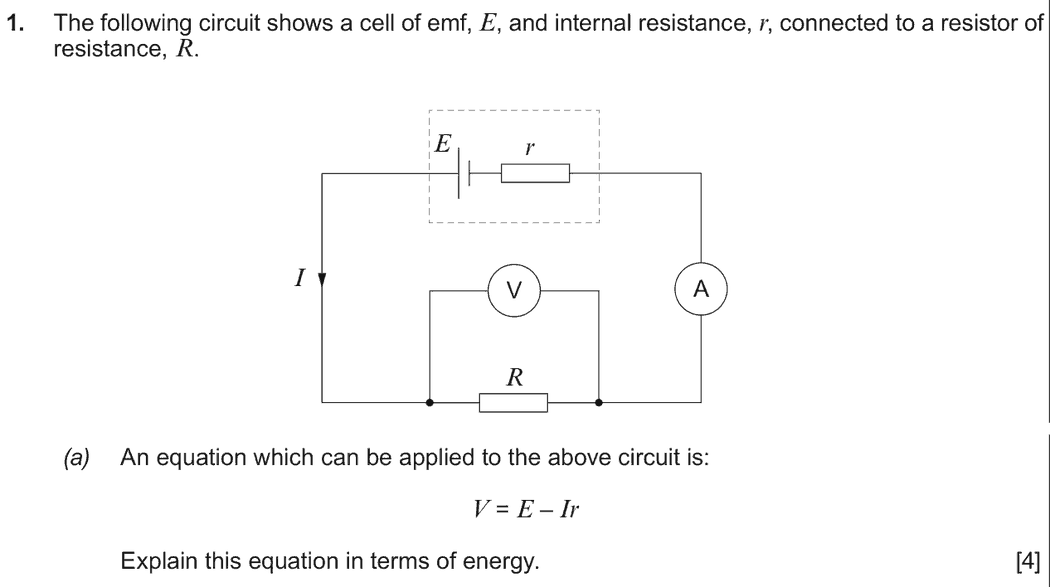 1. The following circuit shows a cell of emf, E, and internal resistance, r, connected to a resistor of
resistance, R.
E
r
I
V
A
R
(a) An equation which can be applied to the above circuit is:
V = E – Ir
Explain this equation in terms of energy. [4]